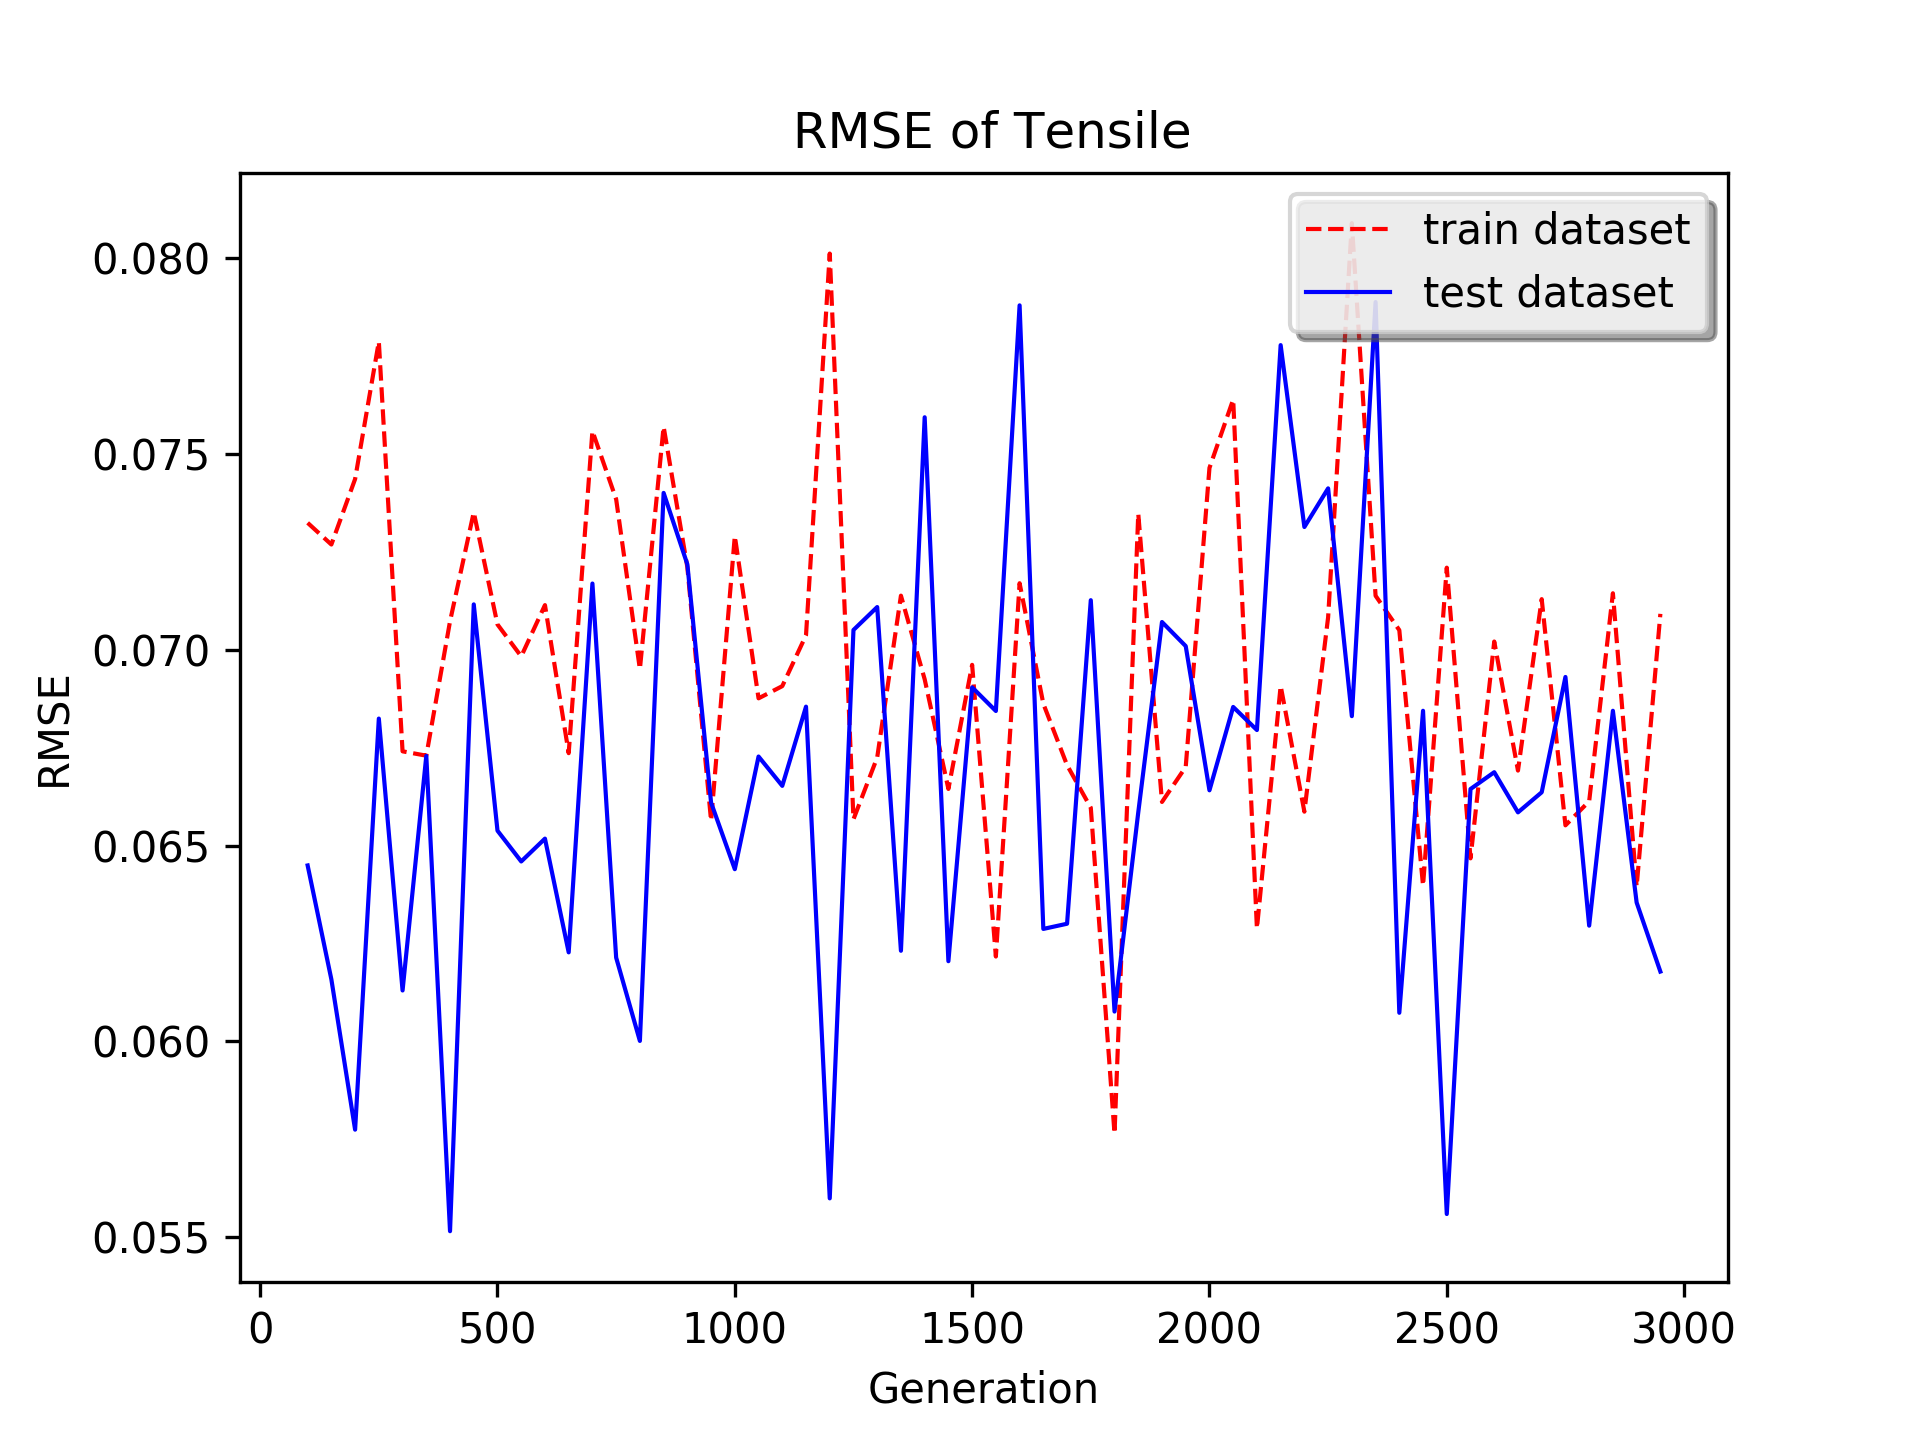 RMSE of Tensile
train dataset
test dataset
RMSE
0.080
0.075
0.070
0.065
0.060
0.055
0 500 1000 1500 2000 2500 3000
Generation